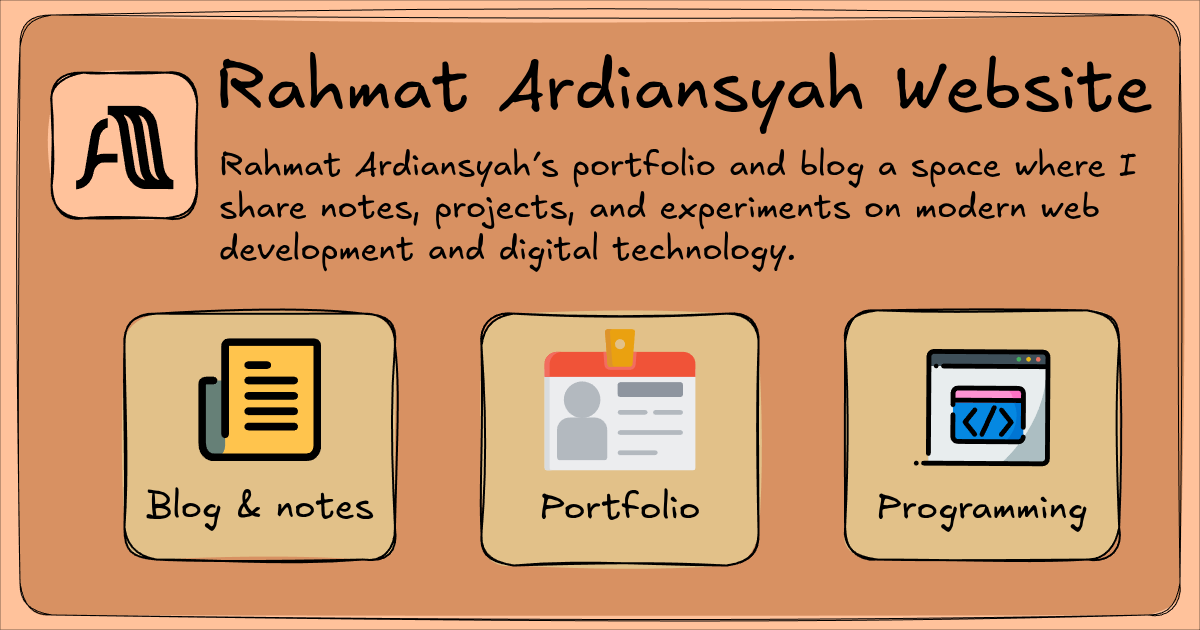 Rahmat Ardiansyah Website
Rahmat Ardiansyah's portfolio and blog a space where I
share notes, projects, and experiments on modern web
development and digital technology.
</>
Blog & notes
Portfolio
Programming